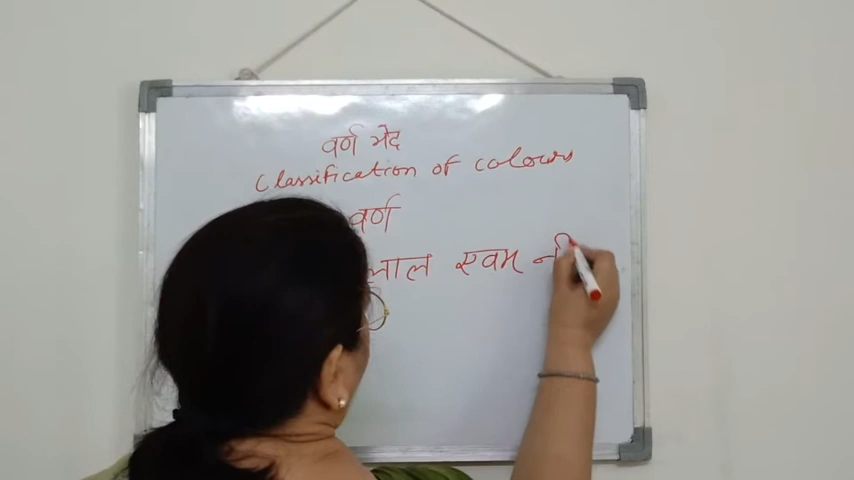 वर्ण भेद
Classification of colours
वर्ण
लाल एवम